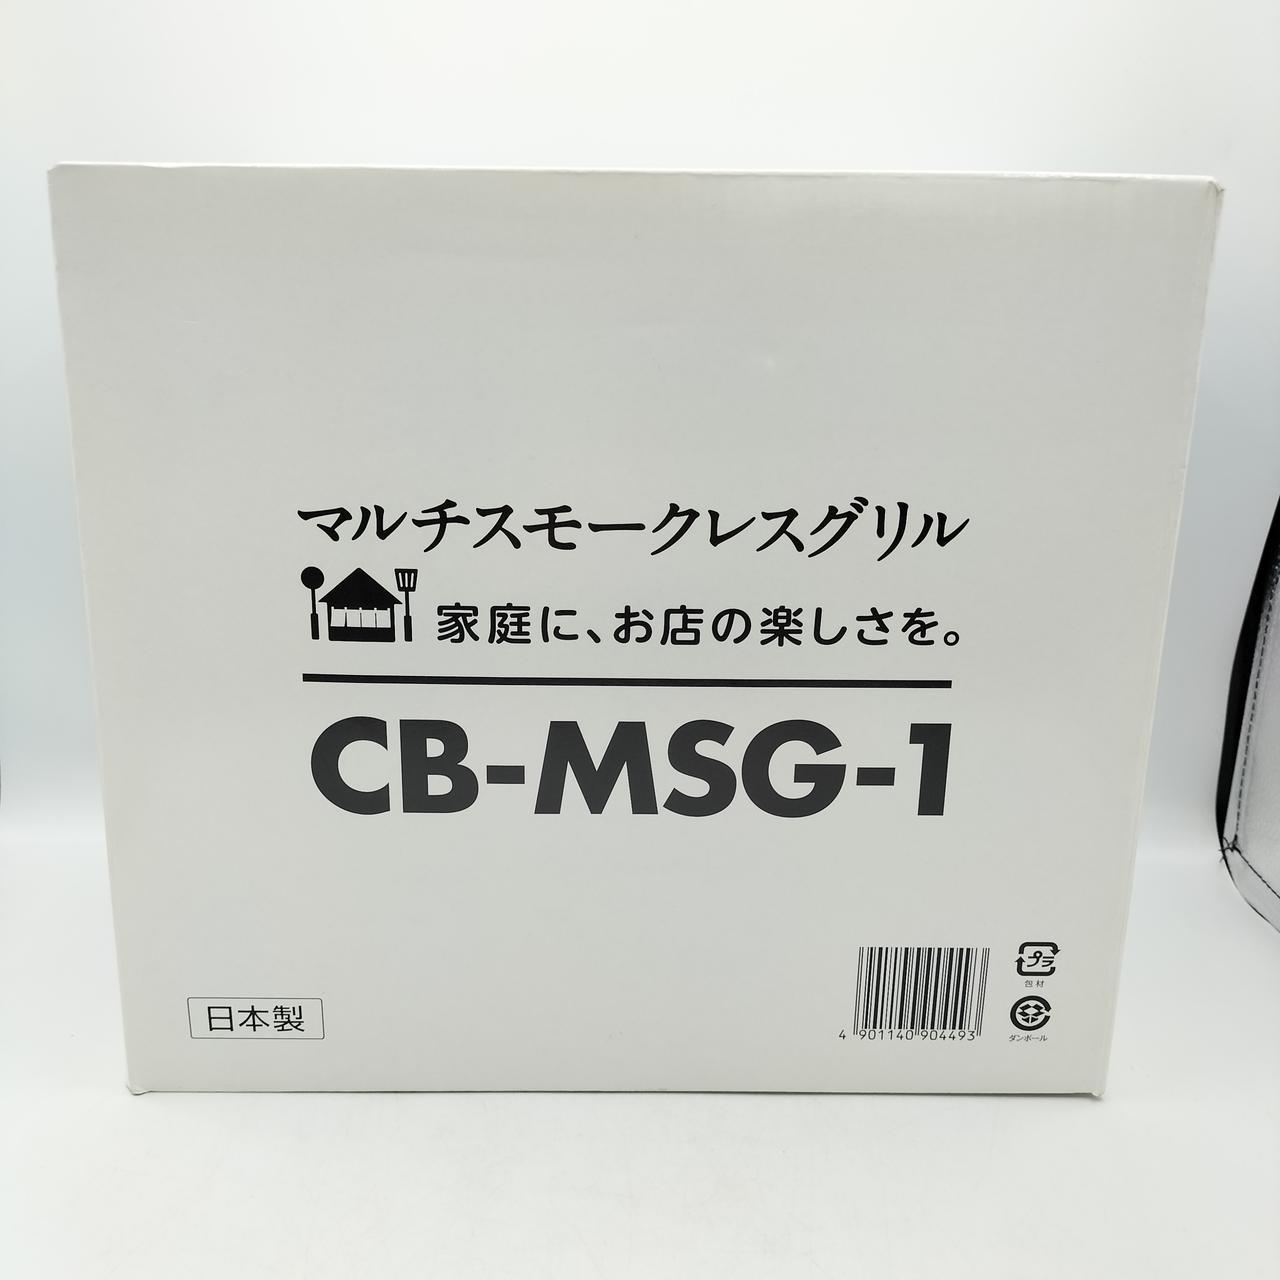 マルチスモークレスグリル
家庭に、お店の楽しさを。
CB-MSG-1
日本製
4 901140 904493
プラ
包材
ダンボール